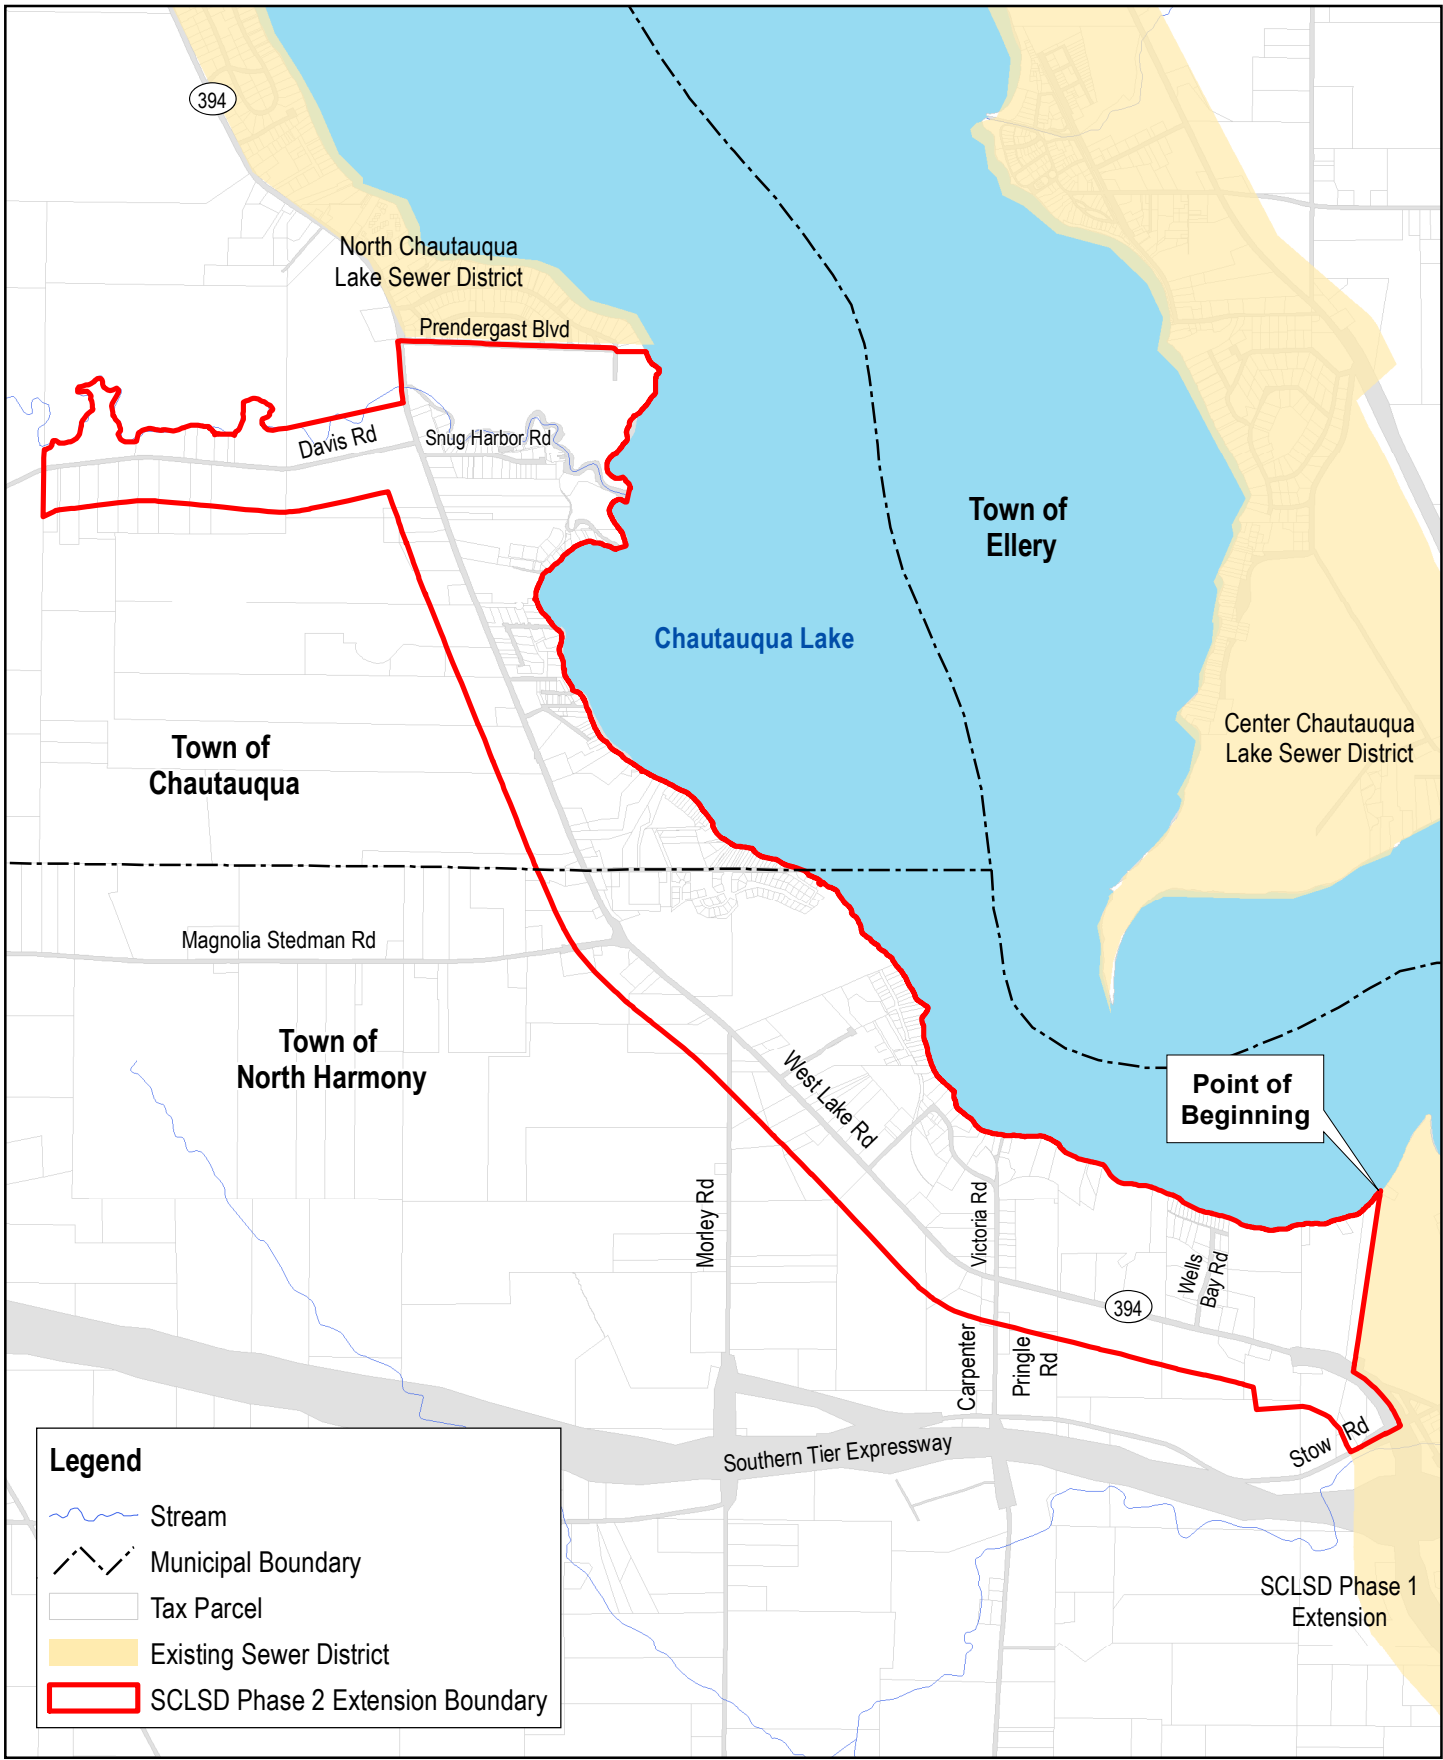 394
North Chautauqua
Lake Sewer District
Prendergast Blvd
Davis Rd
Snug Harbor Rd
Town of
Ellery
Chautauqua Lake
Center Chautauqua
Lake Sewer District
Town of
Chautauqua
Magnolia Stedman Rd
Town of
North Harmony
West Lake Rd
Point of
Beginning
Morley Rd
Victoria Rd
Wells
Bay Rd
394
Carpenter
Pringle
Rd
Stow Rd
Southern Tier Expressway
SCLSD Phase 1
Extension
Legend
Stream
Municipal Boundary
Tax Parcel
Existing Sewer District
SCLSD Phase 2 Extension Boundary